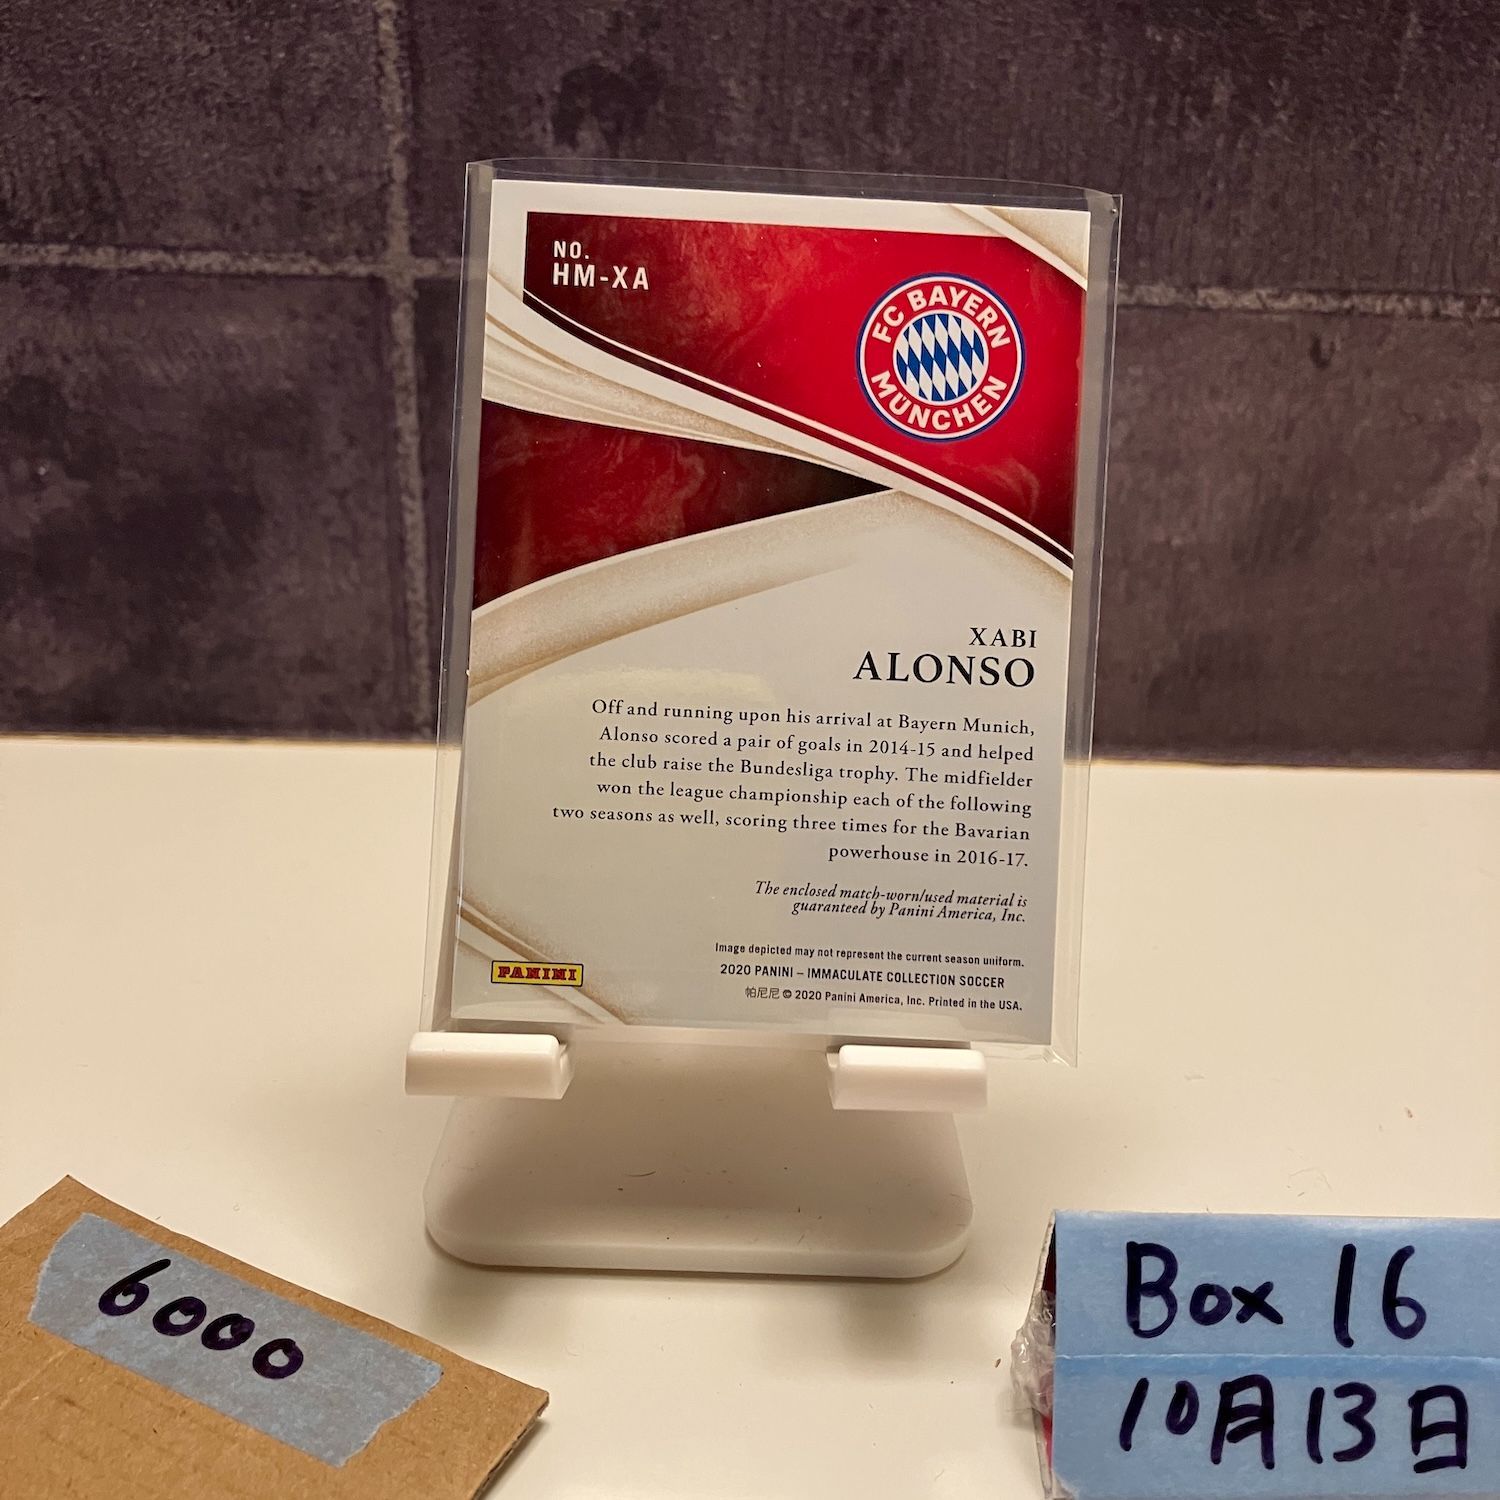 NO.
HM-XA
FC BAYERN
MÜNCHEN
XABI
ALONSO
Off and running upon his arrival at Bayern Munich,
Alonso scored a pair of goals in 2014-15 and helped
the club raise the Bundesliga trophy. The midfielder
won the league championship each of the following
two seasons as well, scoring three times for the Bavarian
powerhouse in 2016-17.
The enclosed match-worn/used material is
guaranteed by Panini America, Inc.
Image depicted may not represent the current season uniform.
2020 PANINI – IMMACULATE COLLECTION SOCCER
帕尼尼 © 2020 Panini America, Inc. Printed in the USA.
PANINI
6000
Box 16
10月13日